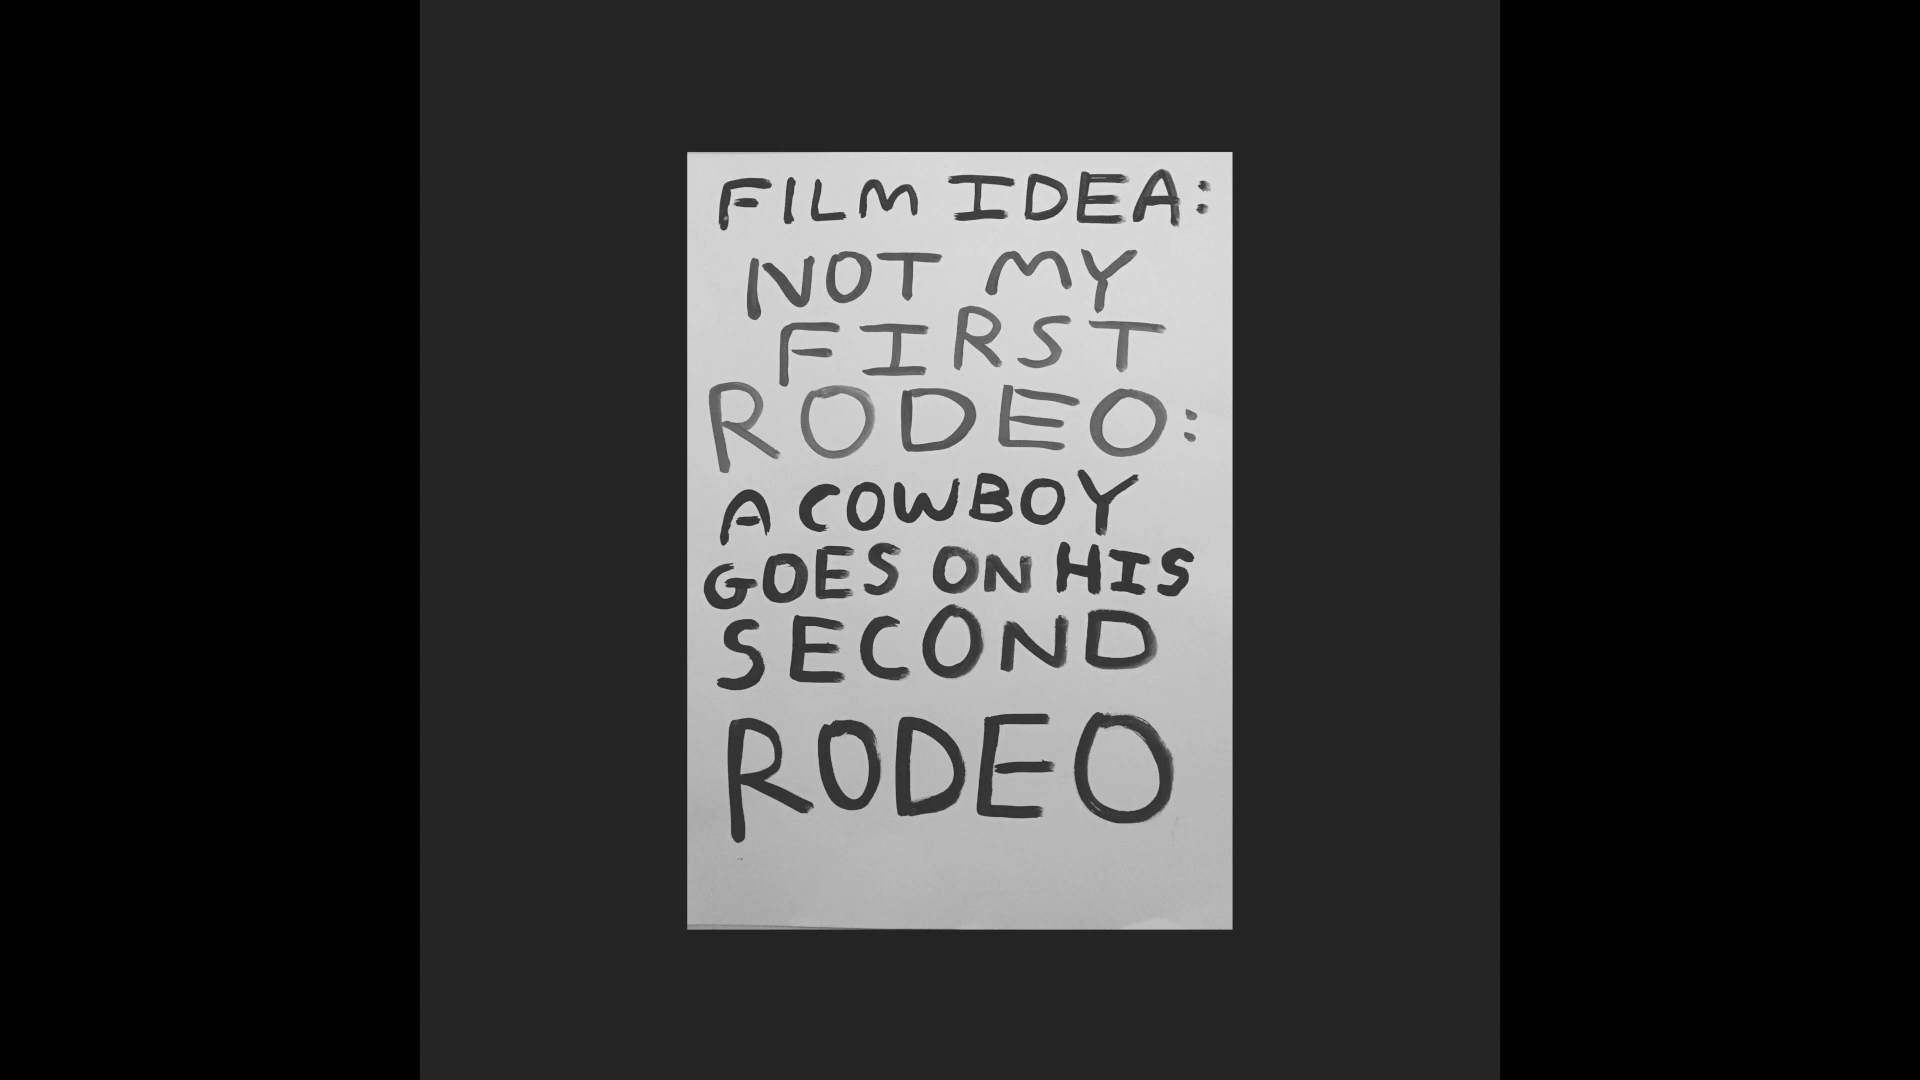 FILM IDEA:
NOT MY
FIRST
RODEO:
A COWBOY
GOES ON HIS
SECOND
RODEO